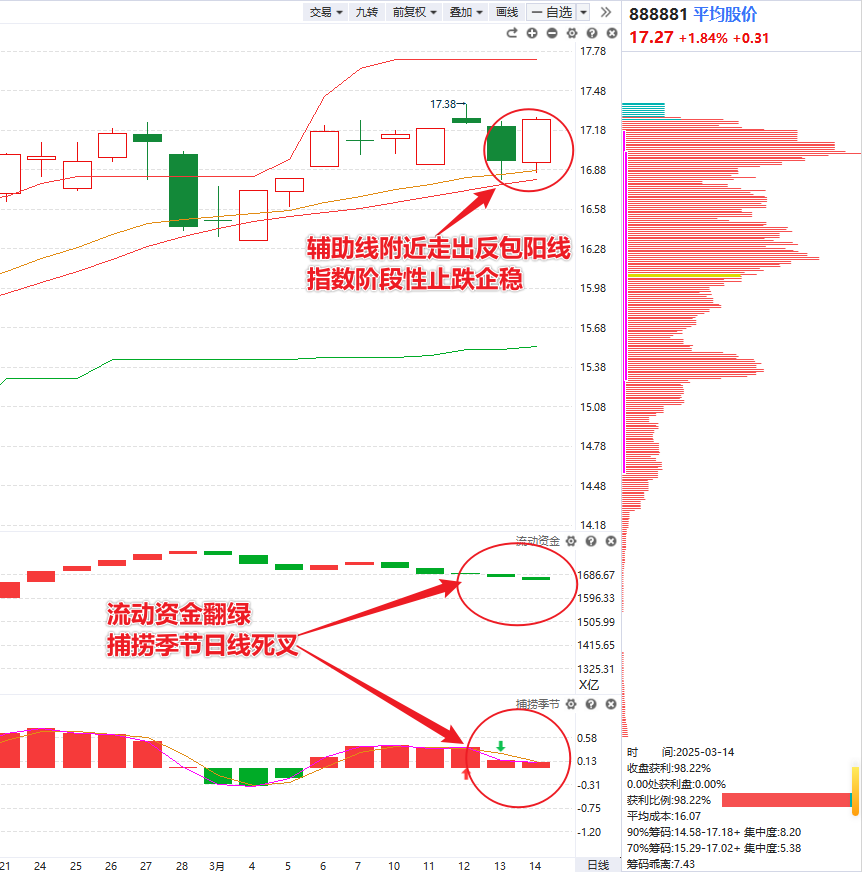 交易 九转 前复权 叠加 画线 一自选
888881 平均股价
17.27 +1.84% +0.31
17.78
17.48
17.38
17.18
16.88
16.58
16.28
15.98
15.68
15.38
15.08
14.78
14.48
14.18
辅助线附近走出反包阳线
指数阶段性止跌企稳
流动资金
1686.67
1596.33
1505.99
1415.65
1325.31
X亿
流动资金翻绿
捕捞季节日线死叉
捕捞季节
0.58
0.13
-0.31
-0.75
-1.20
21 24 25 26 27 28 3月 4 5 6 7 10 11 12 13 14 日线
时 间:2025-03-14
收盘获利:98.22%
0.00处获利盘:0.00%
获利比例:98.22%
平均成本:16.07
90%筹码:14.58-17.18+ 集中度:8.20
70%筹码:15.29-17.02+ 集中度:5.38
筹码乖离:7.43